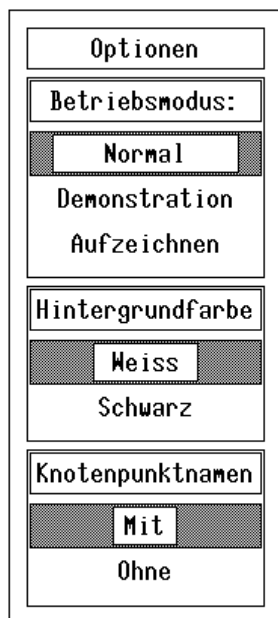 Optionen
Betriebsmodus:
Normal
Demonstration
Aufzeichnen
Hintergrundfarbe
Weiss
Schwarz
Knotenpunktnamen
Mit
Ohne